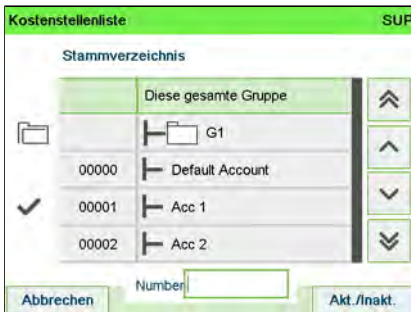 Kostenstellenliste SUP
Stammverzeichnis
Diese gesamte Gruppe
G1
00000 Default Account
00001 Acc 1
00002 Acc 2
Number
Abbrechen Akt./Inakt.